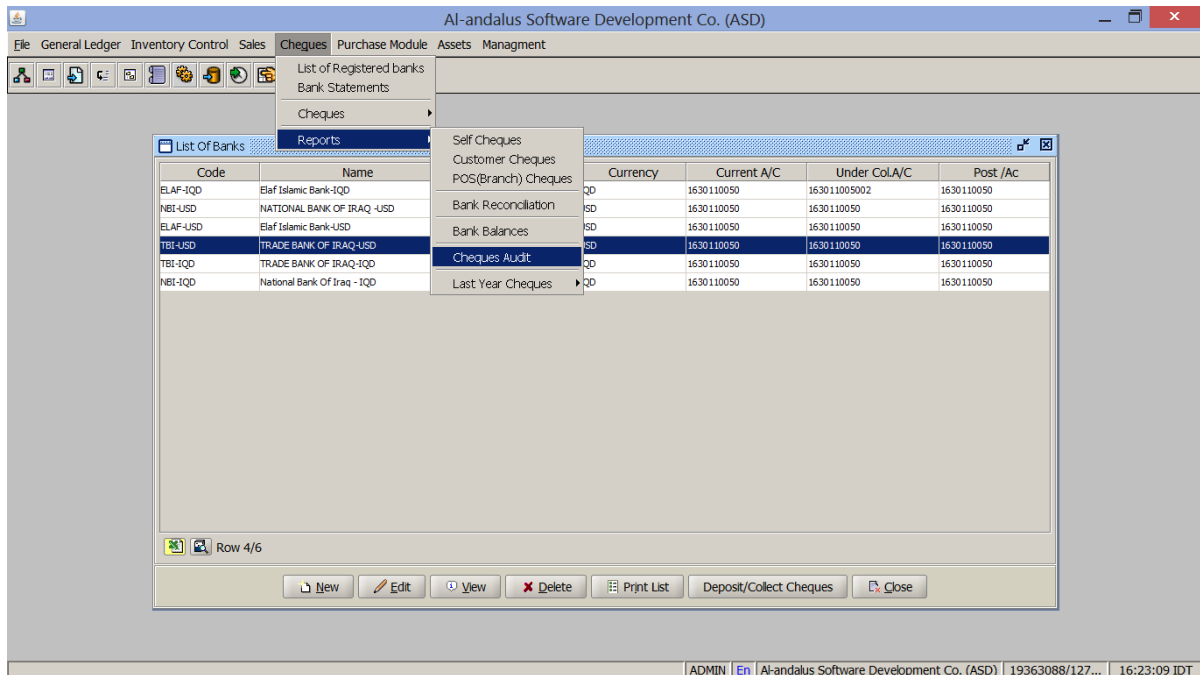 Al-andalus Software Development Co. (ASD)
File General Ledger Inventory Control Sales Cheques Purchase Module Assets Managment
List of Registered banks
Bank Statements
Cheques
Reports
Self Cheques
Customer Cheques
POS(Branch) Cheques
Bank Reconciliation
Bank Balances
Cheques Audit
Last Year Cheques
List Of Banks
Code Name Currency Current A/C Under Col.A/C Post /Ac
ELAF-IQD Elaf Islamic Bank-IQD QD 1630110050 163011005002 1630110050
NBI-USD NATIONAL BANK OF IRAQ -USD SD 1630110050 1630110050 1630110050
ELAF-USD Elaf Islamic Bank-USD SD 1630110050 1630110050 1630110050
TBI-USD TRADE BANK OF IRAQ-USD SD 1630110050 1630110050 1630110050
TBI-IQD TRADE BANK OF IRAQ-IQD QD 1630110050 1630110050 1630110050
NBI-IQD National Bank Of Iraq - IQD QD 1630110050 1630110050 1630110050
Row 4/6
New Edit View Delete Print List Deposit/Collect Cheques Close
ADMIN En Al-andalus Software Development Co. (ASD) 19363088/127... 16:23:09 IDT